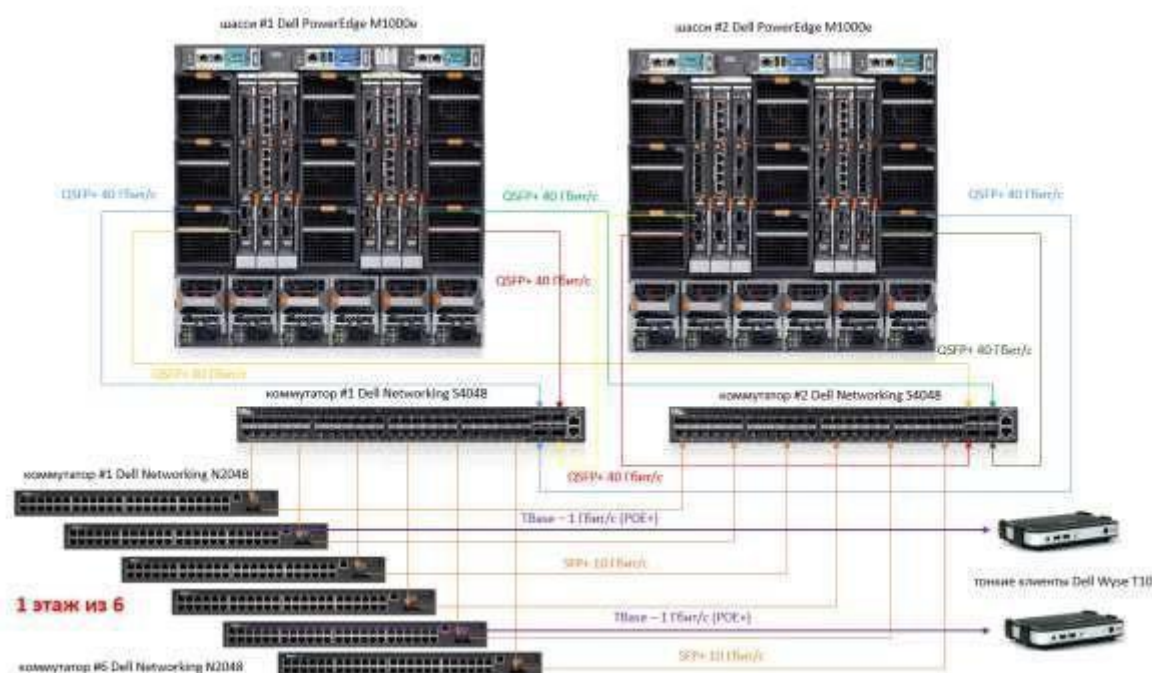 шасси #1 Dell PowerEdge M1000e
шасси #2 Dell PowerEdge M1000e
QSFP+ 40 Гбит/с
QSFP+ 40 Гбит/с
QSFP+ 40 Гбит/с
QSFP+ 40 Гбит/с
QSFP+ 40 Гбит/с
QSFP+ 40 Гбит/с
коммутатор #1 Dell Networking S4048
коммутатор #2 Dell Networking S4048
QSFP+ 40 Гбит/с
коммутатор #1 Dell Networking N2048
TBase – 1 Гбит/с (POE+)
SFP+ 10 Гбит/с
тонкие клиенты Dell Wyse T10
1 этаж из 6
TBase – 1 Гбит/с (POE+)
SFP+ 10 Гбит/с
коммутатор #6 Dell Networking N2048